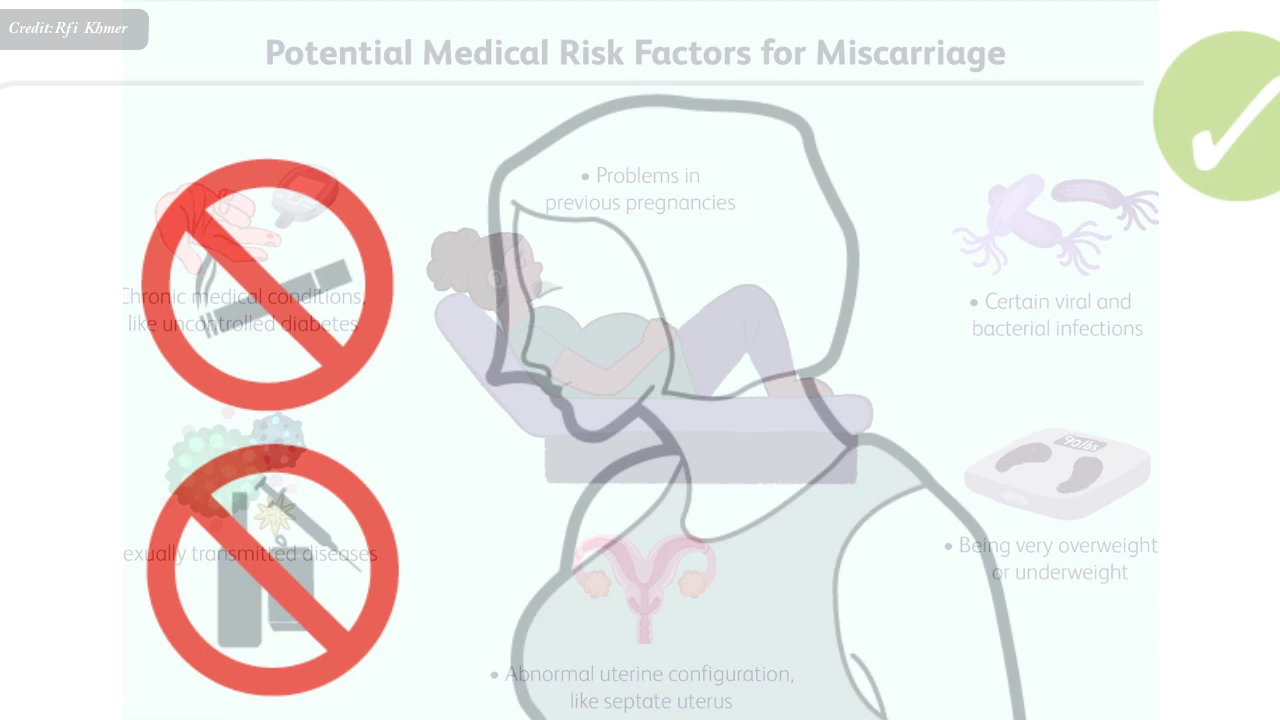 Credit:Rfi Khmer
Potential Medical Risk Factors for Miscarriage
• Problems in
previous pregnancies
Chronic medical conditions,
like uncontrolled diabetes
• Certain viral and
bacterial infections
90lbs
exually transmitted diseases
• Being very overweight
or underweight
• Abnormal uterine configuration,
like septate uterus